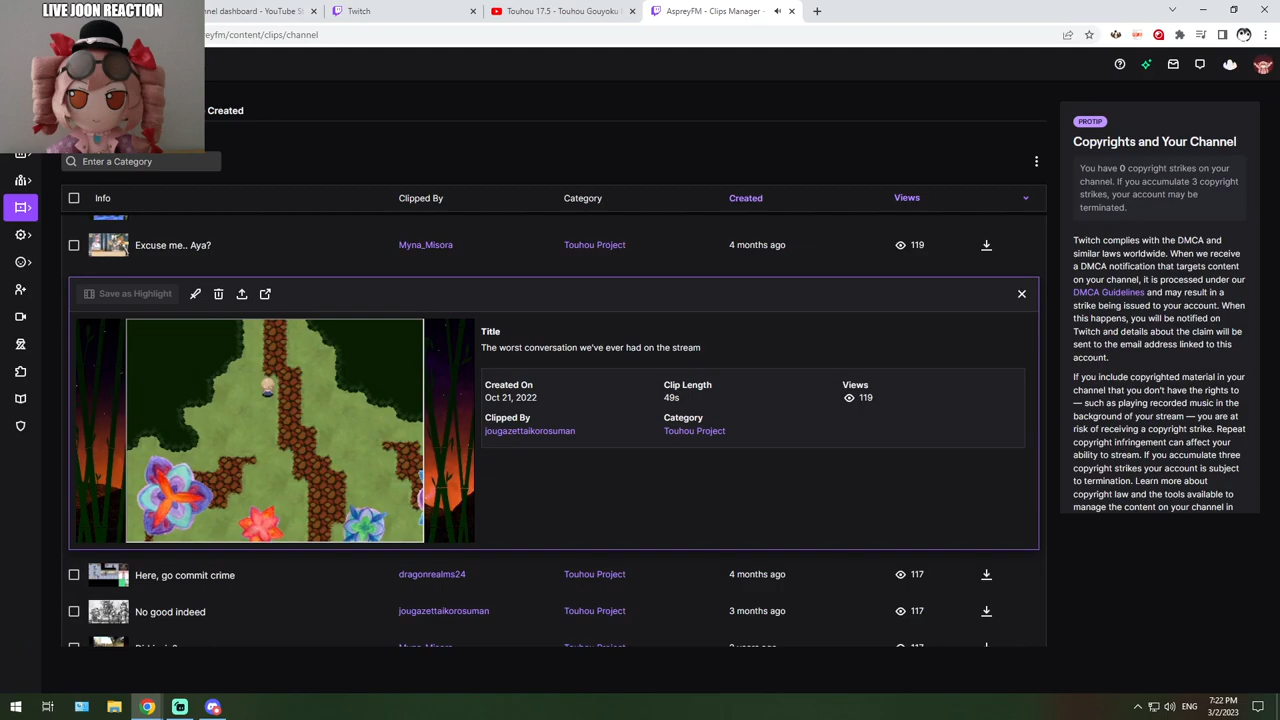 LIVE JOON REACTION
nnel dashboard - YouTube S
Twitch
Touhou 17.5 - Touhou Gouyoku
AspreyFM - Clips Manager -
preyfm/content/clips/channel
Created
Enter a Category
Info Clipped By Category Created Views
Excuse me.. Aya? Myna_Misora Touhou Project 4 months ago 119
Save as Highlight
Title
The worst conversation we've ever had on the stream
Created On Clip Length Views
Oct 21, 2022 49s 119
Clipped By Category
jougazettaikorosuman Touhou Project
Here, go commit crime dragonrealms24 Touhou Project 4 months ago 117
No good indeed jougazettaikorosuman Touhou Project 3 months ago 117
PROTIP
Copyrights and Your Channel
You have 0 copyright strikes on
your channel. If you accumulate 3 copyright
strikes, your account may be
terminated.
Twitch complies with the DMCA and
similar laws worldwide. When we receive
a DMCA notification that targets content
on your channel, it is processed under our
DMCA Guidelines and may result in a
strike being issued to your account. When
this happens, you will be notified on
Twitch and details about the claim will be
sent to the email address linked to this
account.
If you include copyrighted material in your
channel that you don't have the rights to
— such as playing recorded music in the
background of your stream — you are at
risk of receiving a copyright strike. Repeat
copyright infringement can affect your
ability to stream. If you accumulate three
copyright strikes your account is subject
to termination. Learn more about
copyright law and the tools available to
manage the content on your channel in
ENG
7:22 PM
3/2/2023